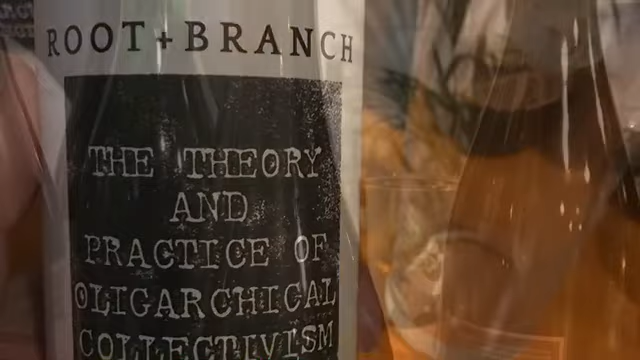 ROOT+BRANCH
THE THEORY
AND
PRACTICE OF
OLIGARCHICAL
COLLECTIVISM